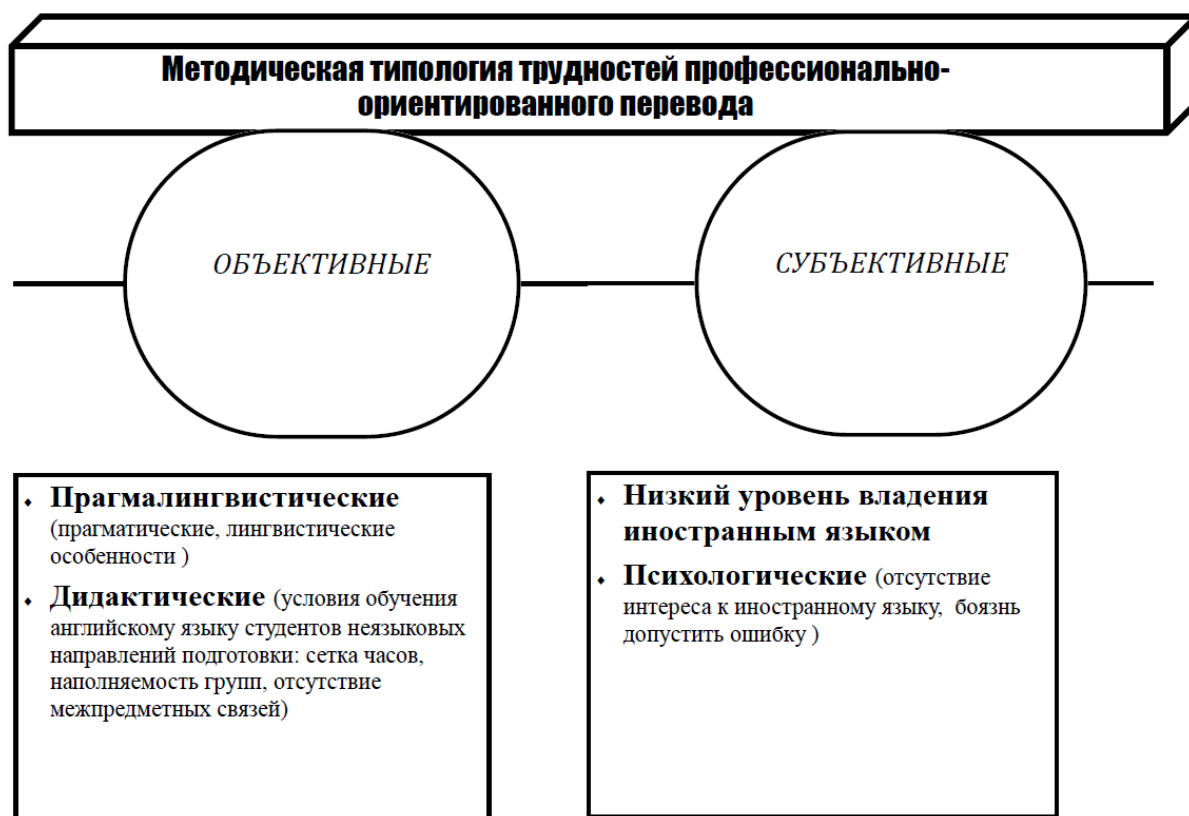 Методическая типология трудностей профессионально-
ориентированного перевода
ОБЪЕКТИВНЫЕ
СУБЪЕКТИВНЫЕ
Прагмалингвистические
(прагматические, лингвистические
особенности )
Дидактические (условия обучения
английскому языку студентов неязыковых
направлений подготовки: сетка часов,
наполняемость групп, отсутствие
межпредметных связей)
Низкий уровень владения
иностранным языком
Психологические (отсутствие
интереса к иностранному языку, боязнь
допустить ошибку )